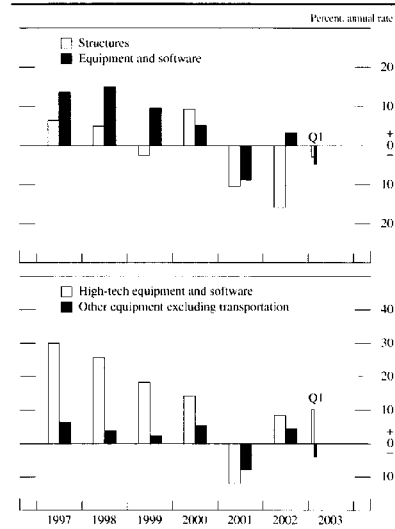 Percent, annual rate
Structures
Equipment and software
20
10
Q1
+
0
−
10
20
High-tech equipment and software
Other equipment excluding transportation
40
30
20
Q1
10
+
0
−
10
1997 1998 1999 2000 2001 2002 2003